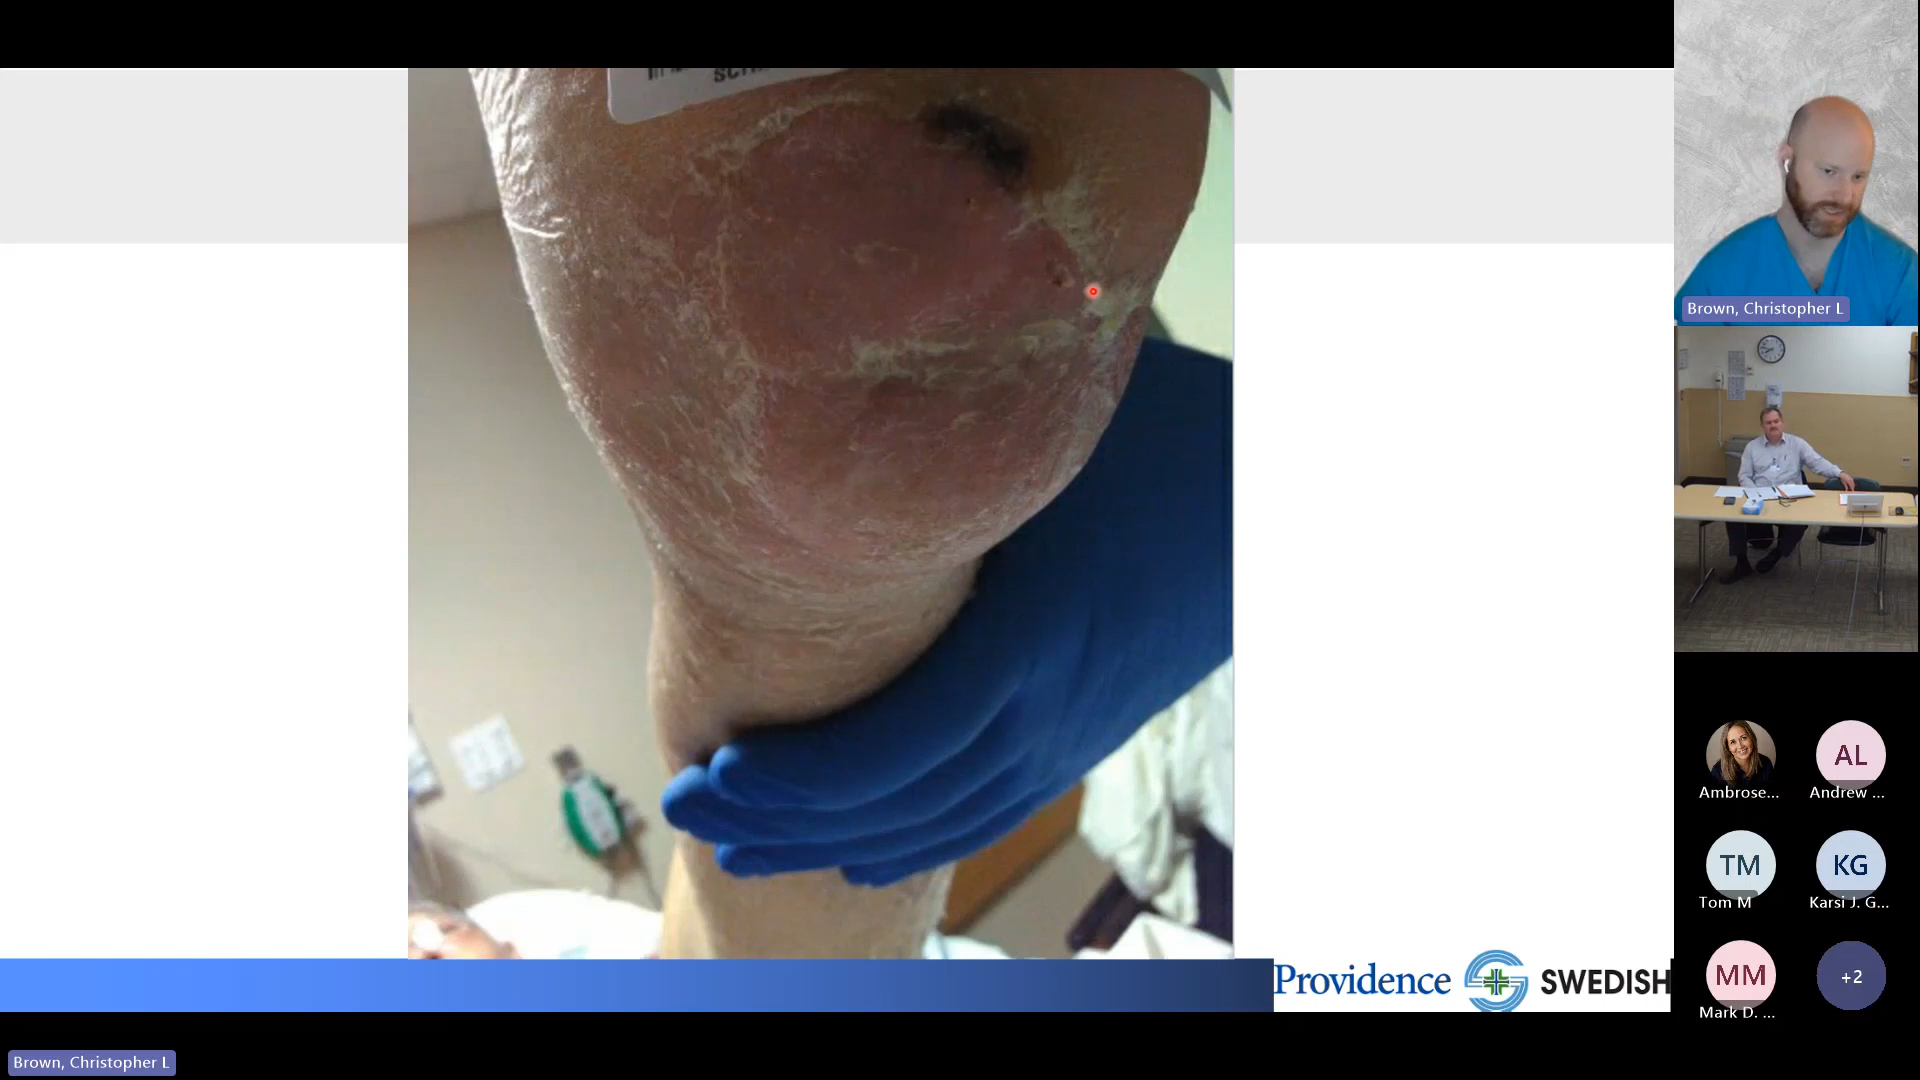 Providence
SWEDISH
Brown, Christopher L
Ambrose...
AL
Andrew ...
TM
Tom M
KG
Karsi J. G...
MM
Mark D. ...
+2
Brown, Christopher L